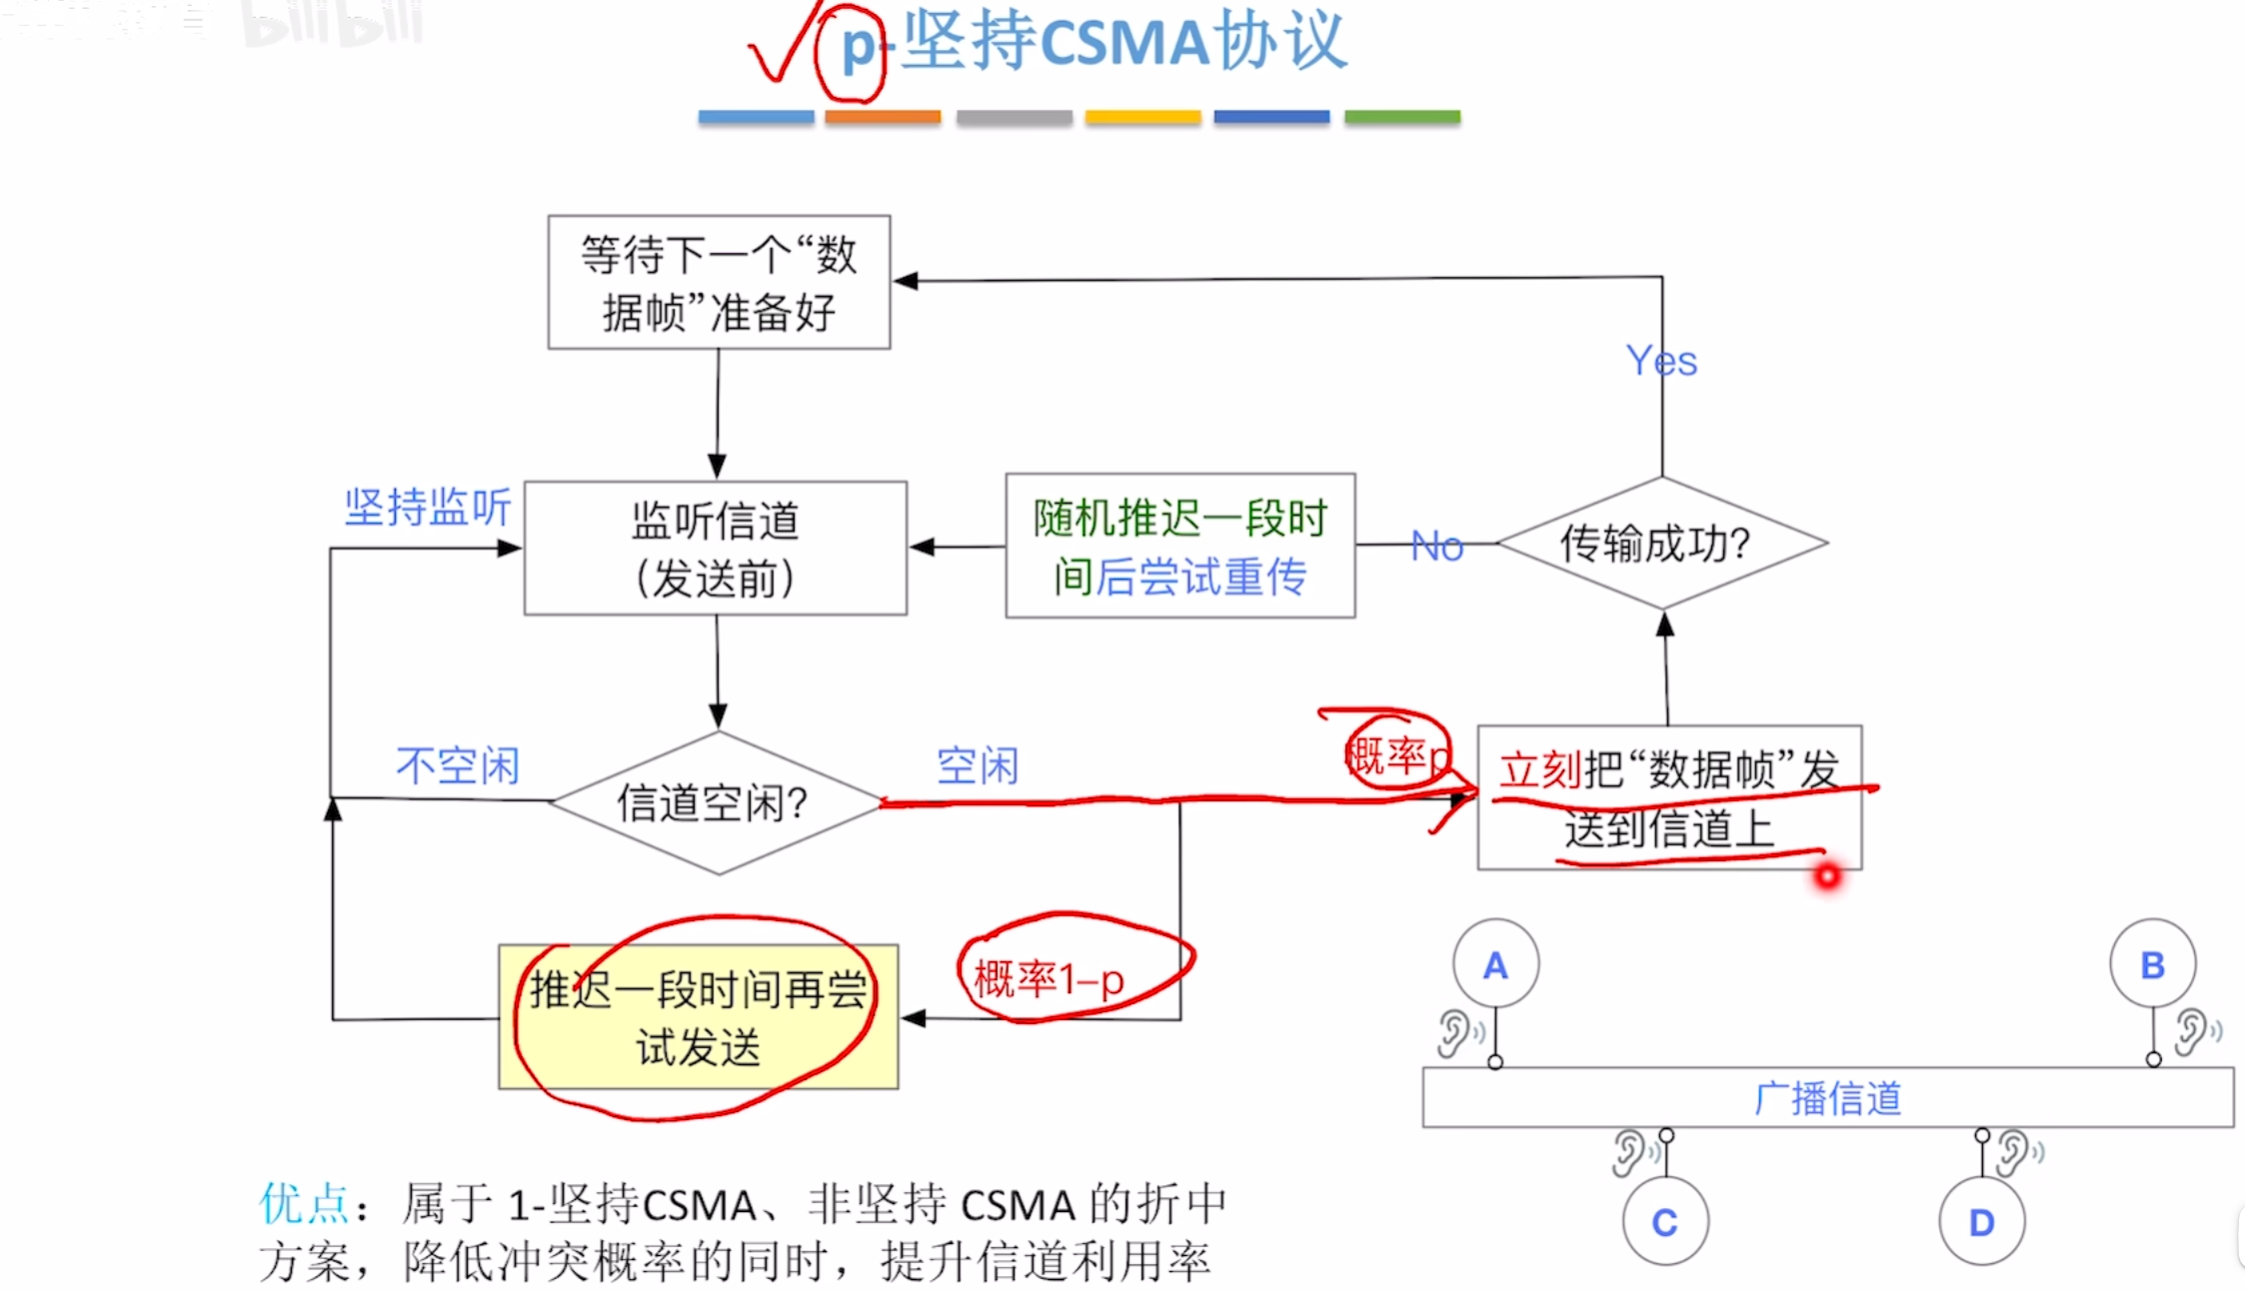 bilibili
p-坚持CSMA协议
等待下一个“数
据帧”准备好
Yes
坚持监听
监听信道
（发送前）
随机推迟一段时
间后尝试重传
No
传输成功？
不空闲
信道空闲？
空闲
概率p
立刻把“数据帧”发
送到信道上
推迟一段时间再尝
试发送
概率1-p
A
B
广播信道
C
D
优点：属于 1-坚持CSMA、非坚持 CSMA 的折中
方案，降低冲突概率的同时，提升信道利用率